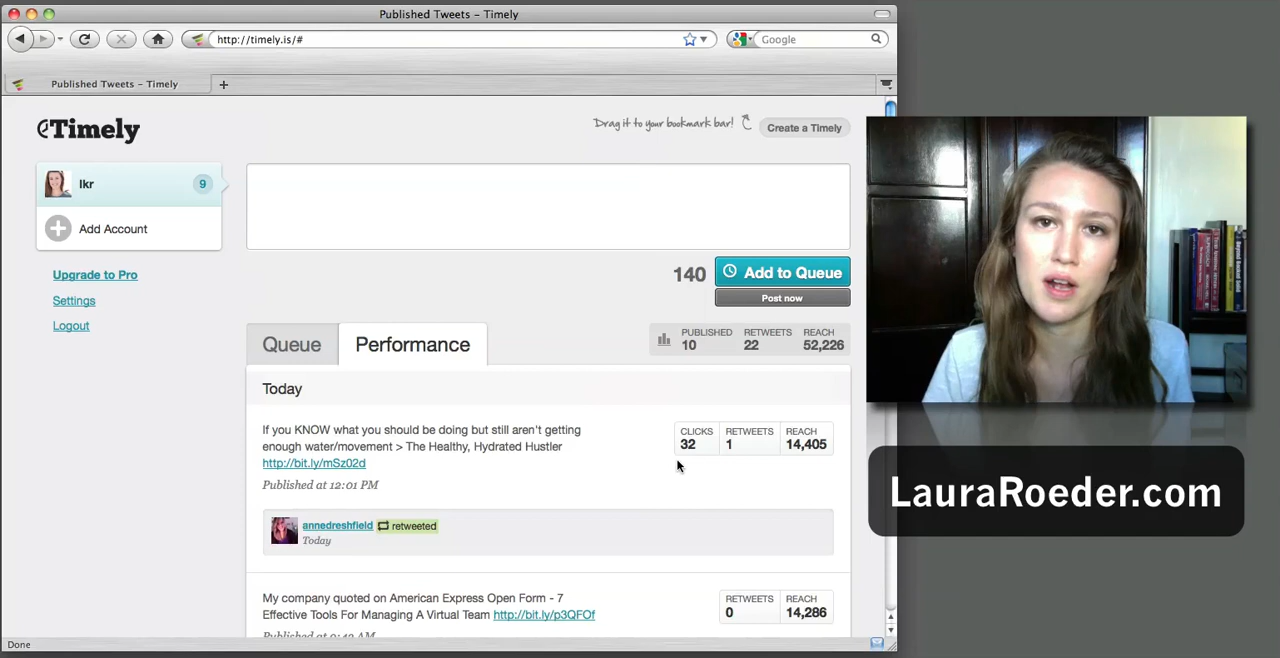 Published Tweets - Timely
http://timely.is/#
Google
Published Tweets - Timely
Timely
Drag it to your bookmark bar!
Create a Timely
lkr
9
Add Account
Upgrade to Pro
Settings
Logout
140
Add to Queue
Post now
Queue
Performance
PUBLISHED
10
RETWEETS
22
REACH
52,226
Today
If you KNOW what you should be doing but still aren't getting
enough water/movement > The Healthy, Hydrated Hustler
http://bit.ly/mSz02d
Published at 12:01 PM
CLICKS
32
RETWEETS
1
REACH
14,405
annedreshfield retweeted
Today
My company quoted on American Express Open Form - 7
Effective Tools For Managing A Virtual Team http://bit.ly/p3QFOf
RETWEETS
0
REACH
14,286
Done
LauraRoeder.com